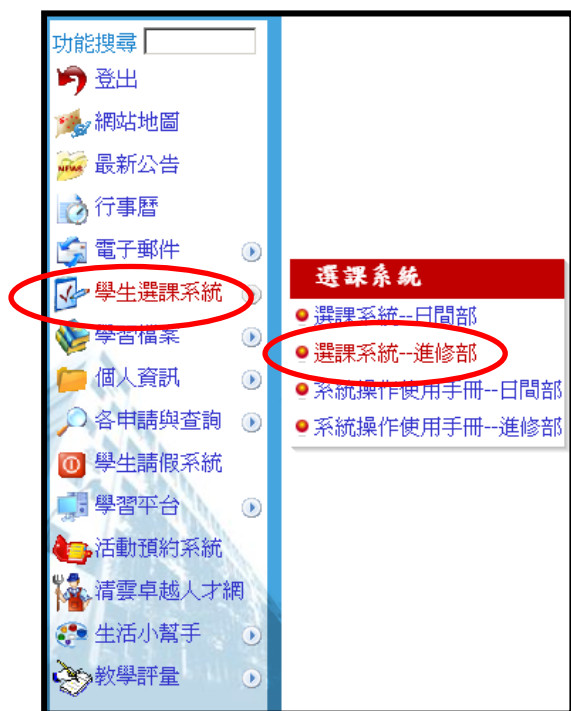 功能搜尋
登出
網站地圖
NEWS
最新公告
行事曆
電子郵件
學生選課系統
學習檔案
個人資訊
各申請與查詢
學生請假系統
學習平台
活動預約系統
清雲卓越人才網
生活小幫手
教學評量
選課系統
選課系統--日間部
選課系統--進修部
系統操作使用手冊--日間部
系統操作使用手冊--進修部